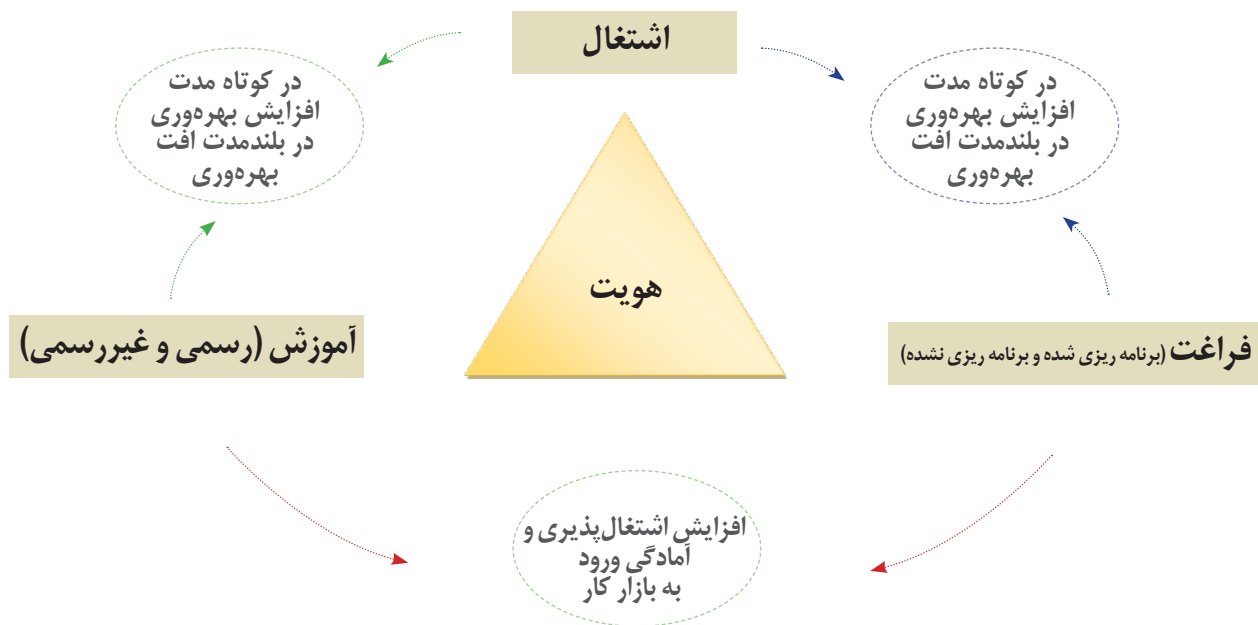 اشتغال
در کوتاه مدت
افزایش بهره‌وری
در بلندمدت افت
بهره‌وری
در کوتاه مدت
افزایش بهره‌وری
در بلندمدت افت
بهره‌وری
هویت
فراغت (برنامه ریزی شده و برنامه ریزی نشده)
آموزش (رسمی و غیررسمی)
افزایش اشتغال‌پذیری و
آمادگی ورود
به بازار کار